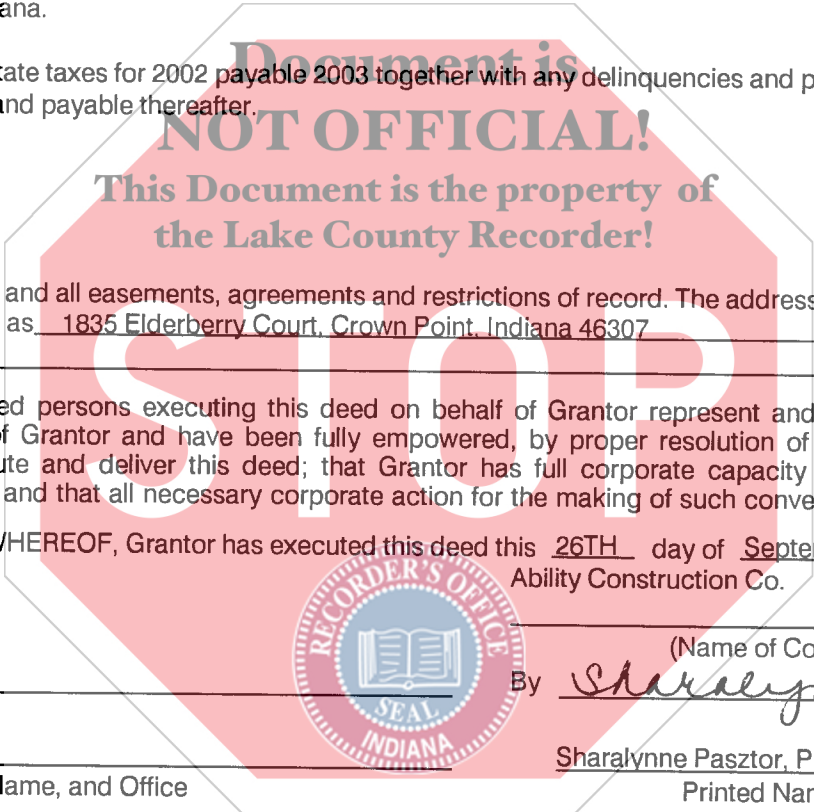 ana.
Document is
ate taxes for 2002 payable 2003 together with any delinquencies and p
nd payable thereafter.
NOT OFFICIAL!
This Document is the property of
the Lake County Recorder!
and all easements, agreements and restrictions of record. The address
as 1835 Elderberry Court, Crown Point, Indiana 46307
STOP
ed persons executing this deed on behalf of Grantor represent and
f Grantor and have been fully empowered, by proper resolution of
ute and deliver this deed; that Grantor has full corporate capacity
and that all necessary corporate action for the making of such conve
WHEREOF, Grantor has executed this deed this 26TH day of Septe
Ability Construction Co.
RECORDER'S OFFICE
SEAL
INDIANA
(Name of Co
By Sharaly
Sharalynne Pasztor, P
lame, and Office
Printed Nar